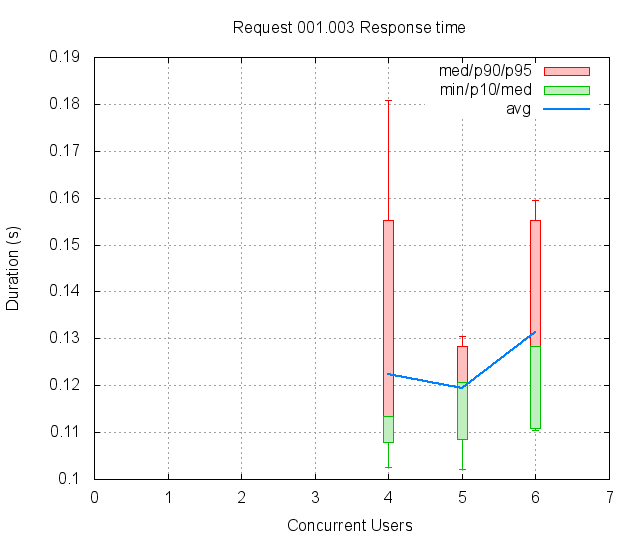 Request 001.003 Response time
0.19
0.18
0.17
0.16
0.15
0.14
0.13
0.12
0.11
0.1
Duration (s)
med/p90/p95
min/p10/med
avg
0 1 2 3 4 5 6 7
Concurrent Users